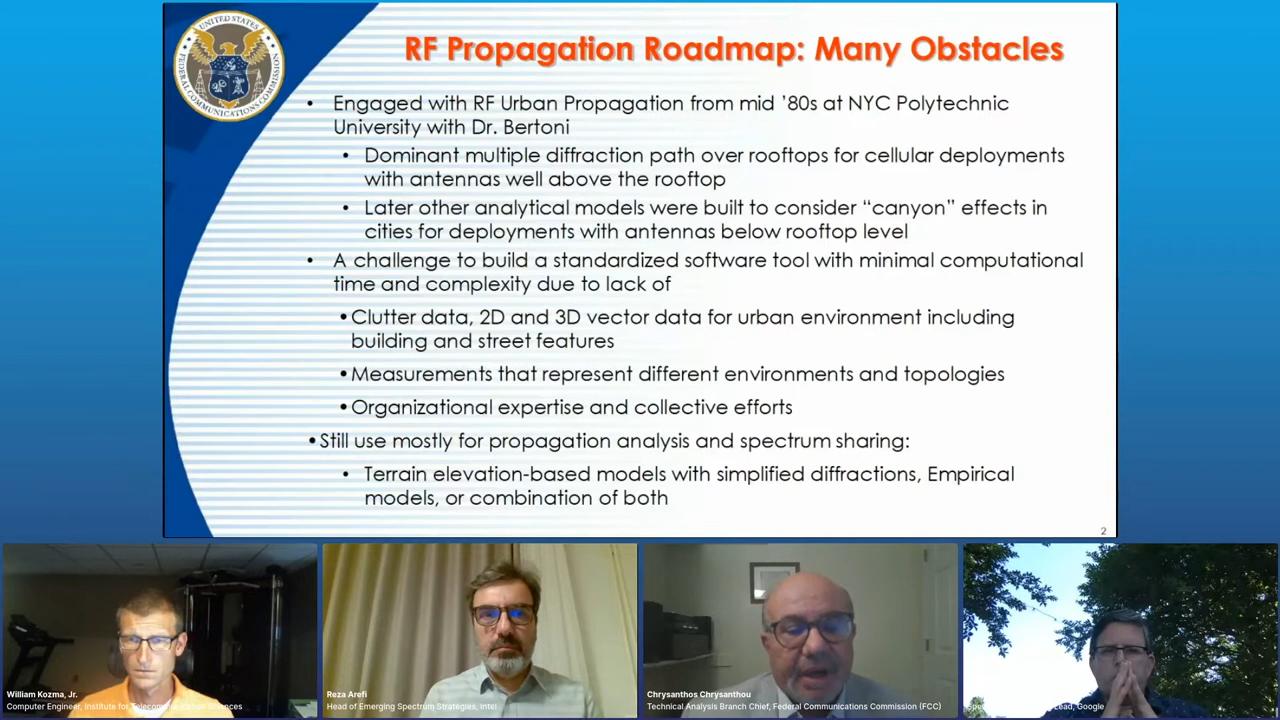 UNITED STATES
FEDERAL COMMUNICATIONS COMMISSION
RF Propagation Roadmap: Many Obstacles
• Engaged with RF Urban Propagation from mid ’80s at NYC Polytechnic
University with Dr. Bertoni
• Dominant multiple diffraction path over rooftops for cellular deployments
with antennas well above the rooftop
• Later other analytical models were built to consider “canyon” effects in
cities for deployments with antennas below rooftop level
• A challenge to build a standardized software tool with minimal computational
time and complexity due to lack of
•Clutter data, 2D and 3D vector data for urban environment including
building and street features
•Measurements that represent different environments and topologies
•Organizational expertise and collective efforts
•Still use mostly for propagation analysis and spectrum sharing:
• Terrain elevation-based models with simplified diffractions, Empirical
models, or combination of both
2
William Kozma, Jr.
Computer Engineer, Institute for Telecommunication Sciences
Reza Arefi
Head of Emerging Spectrum Strategies, Intel
Chrysanthos Chrysanthou
Technical Analysis Branch Chief, Federal Communications Commission (FCC)
Lead, Google